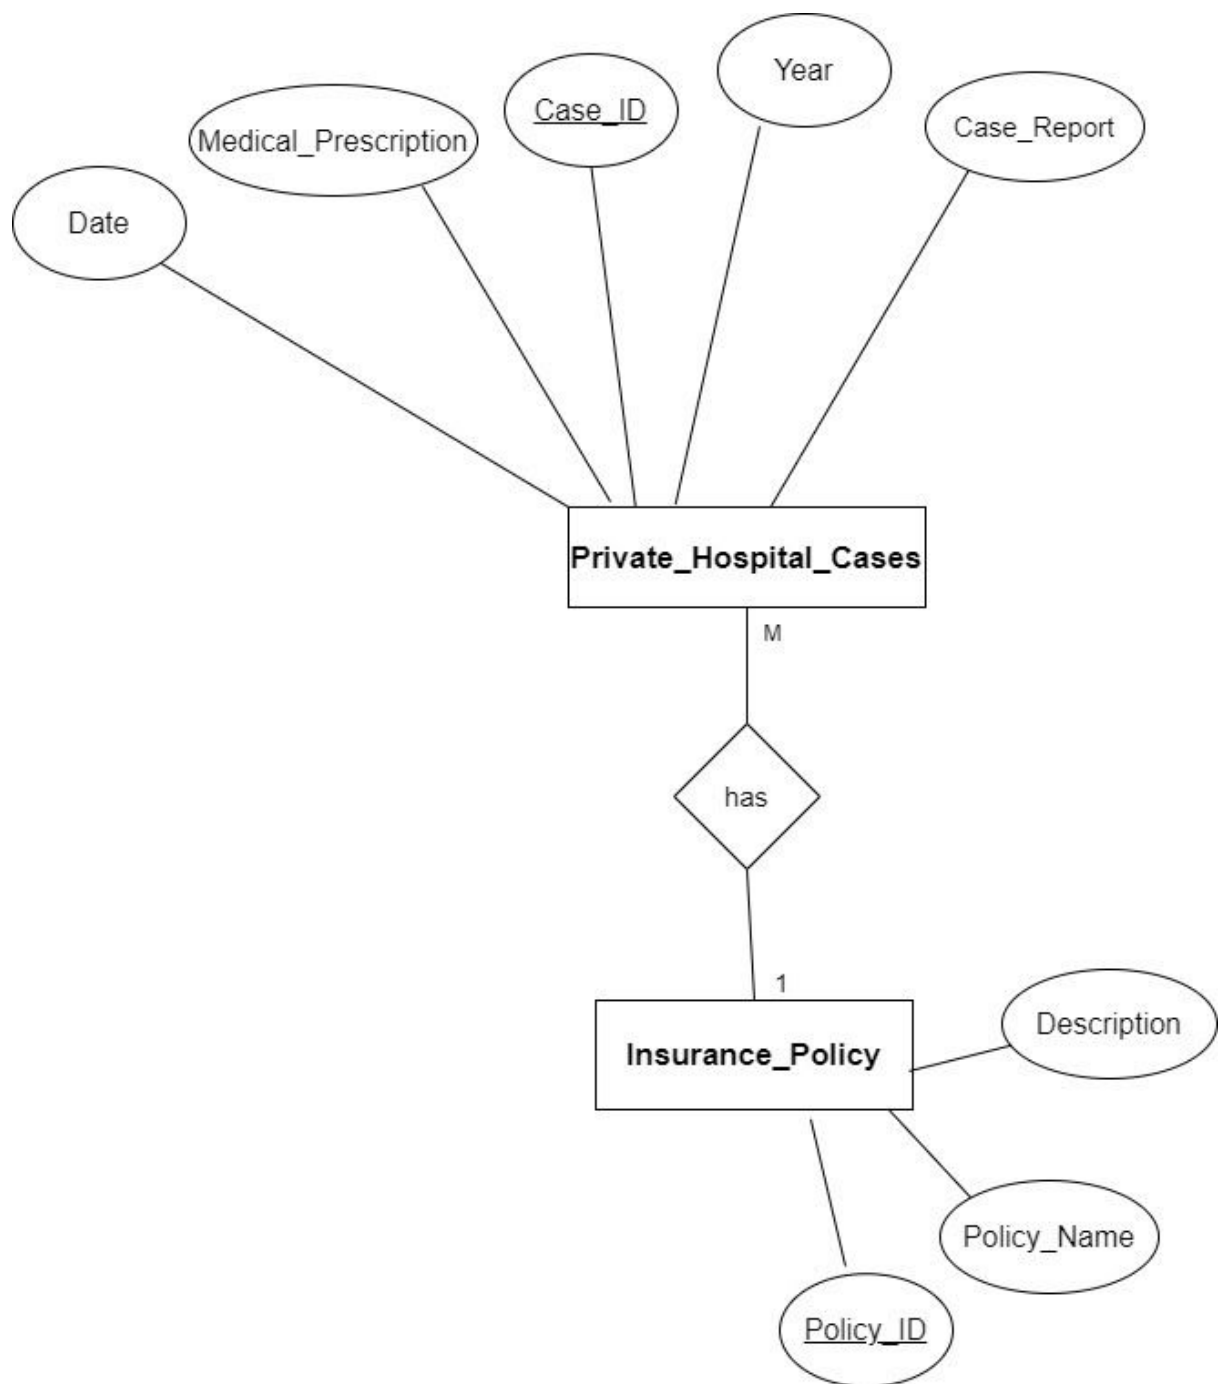 Year
Case_ID
Case_Report
Medical_Prescription
Date
Private_Hospital_Cases
M
has
1
Description
Insurance_Policy
Policy_Name
Policy_ID